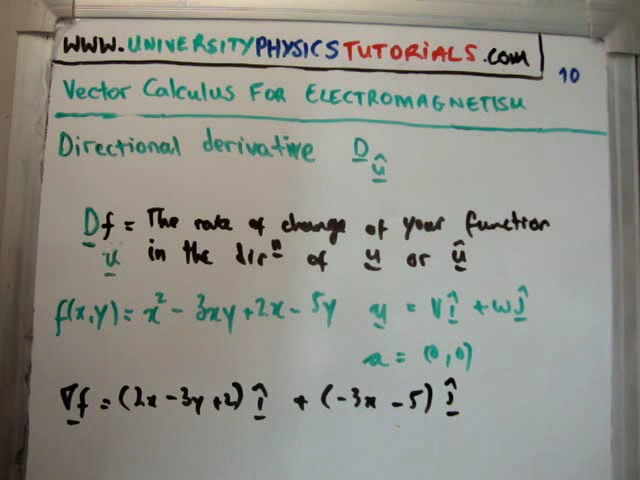 www.UNIVERSITYPHYSICSTUTORIALS.com
10
Vector Calculus FOR ELECTROMAGNETISM
Directional derivative D_û
D_u f = The rate of change of your function
in the dirⁿ of u or û
f(x,y) = x² - 3xy + 2x - 5y u = Vî + wĵ
a = (0,0)
∇f = (2x - 3y + 2) î + (-3x - 5) ĵ